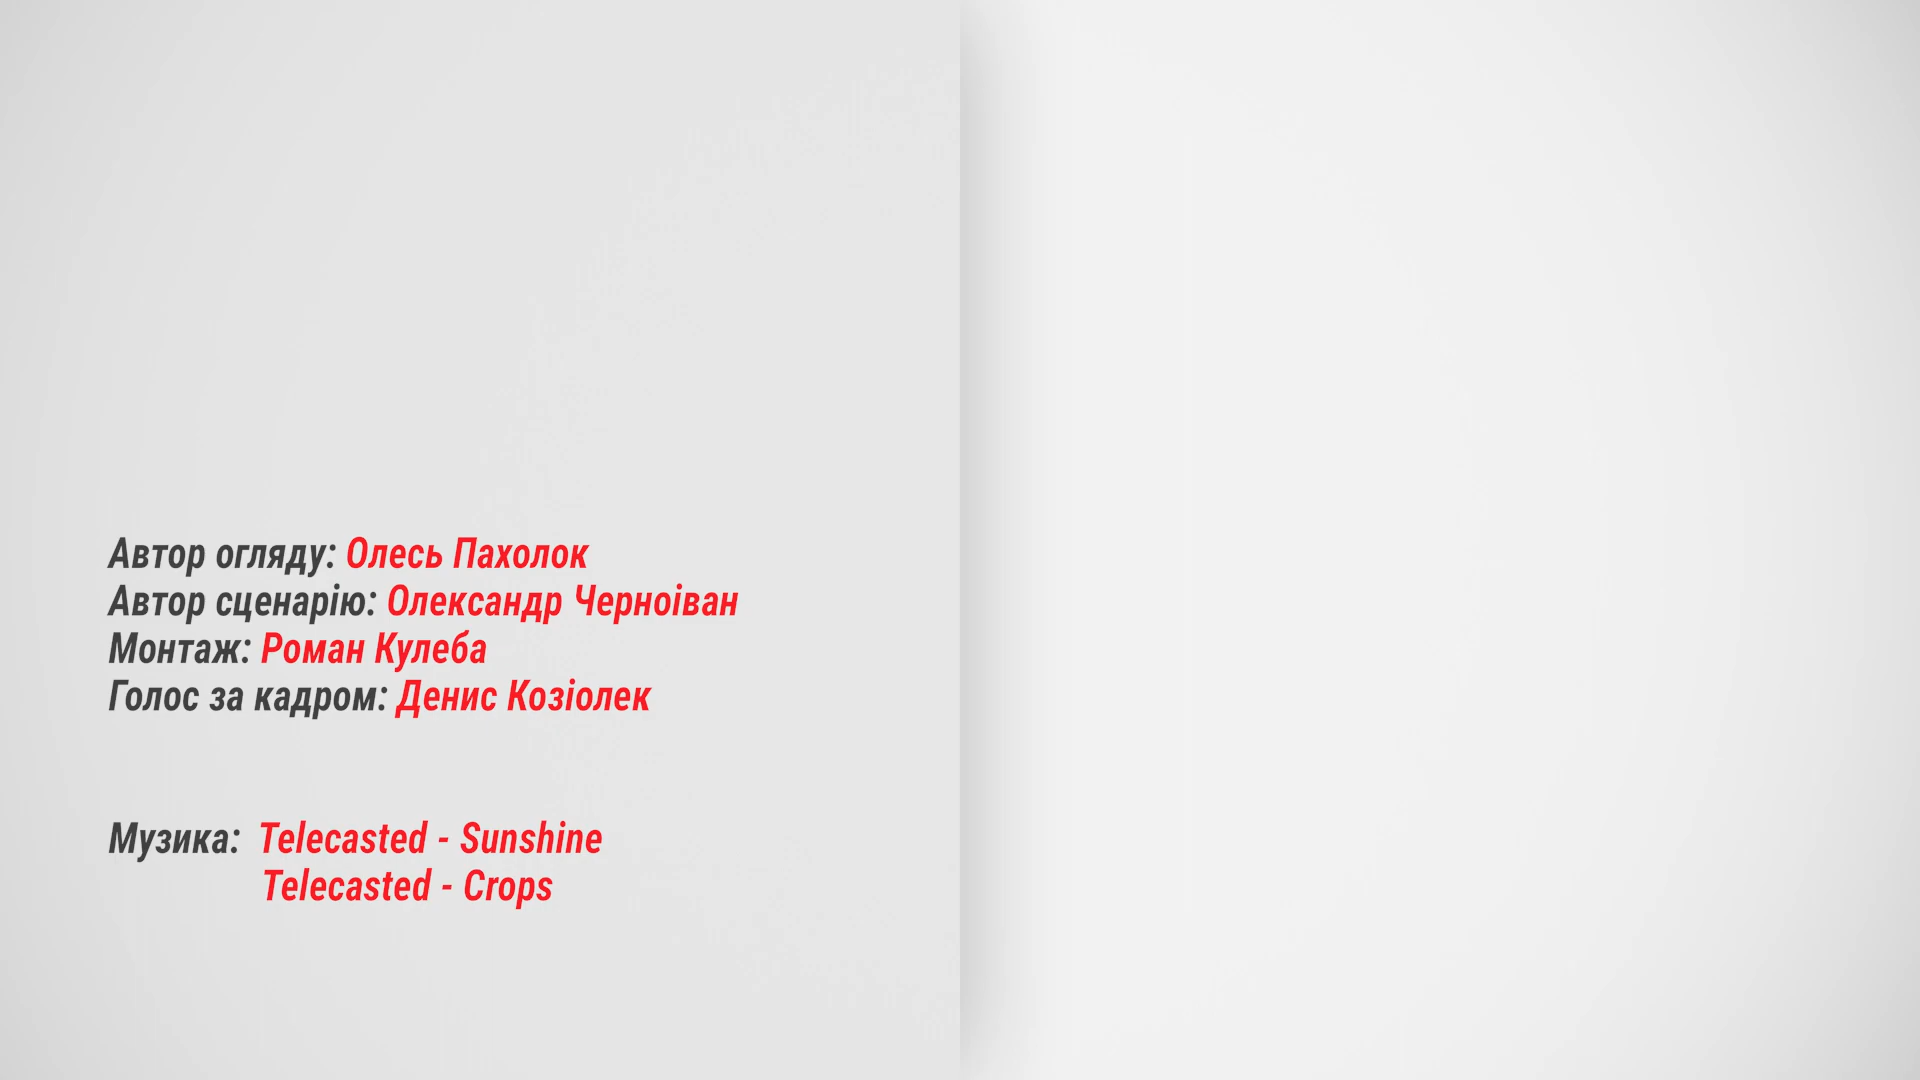 Автор огляду: Олесь Пахолок
Автор сценарію: Олександр Черноіван
Монтаж: Роман Кулеба
Голос за кадром: Денис Козіолек
Музика: Telecasted - Sunshine
Telecasted - Crops